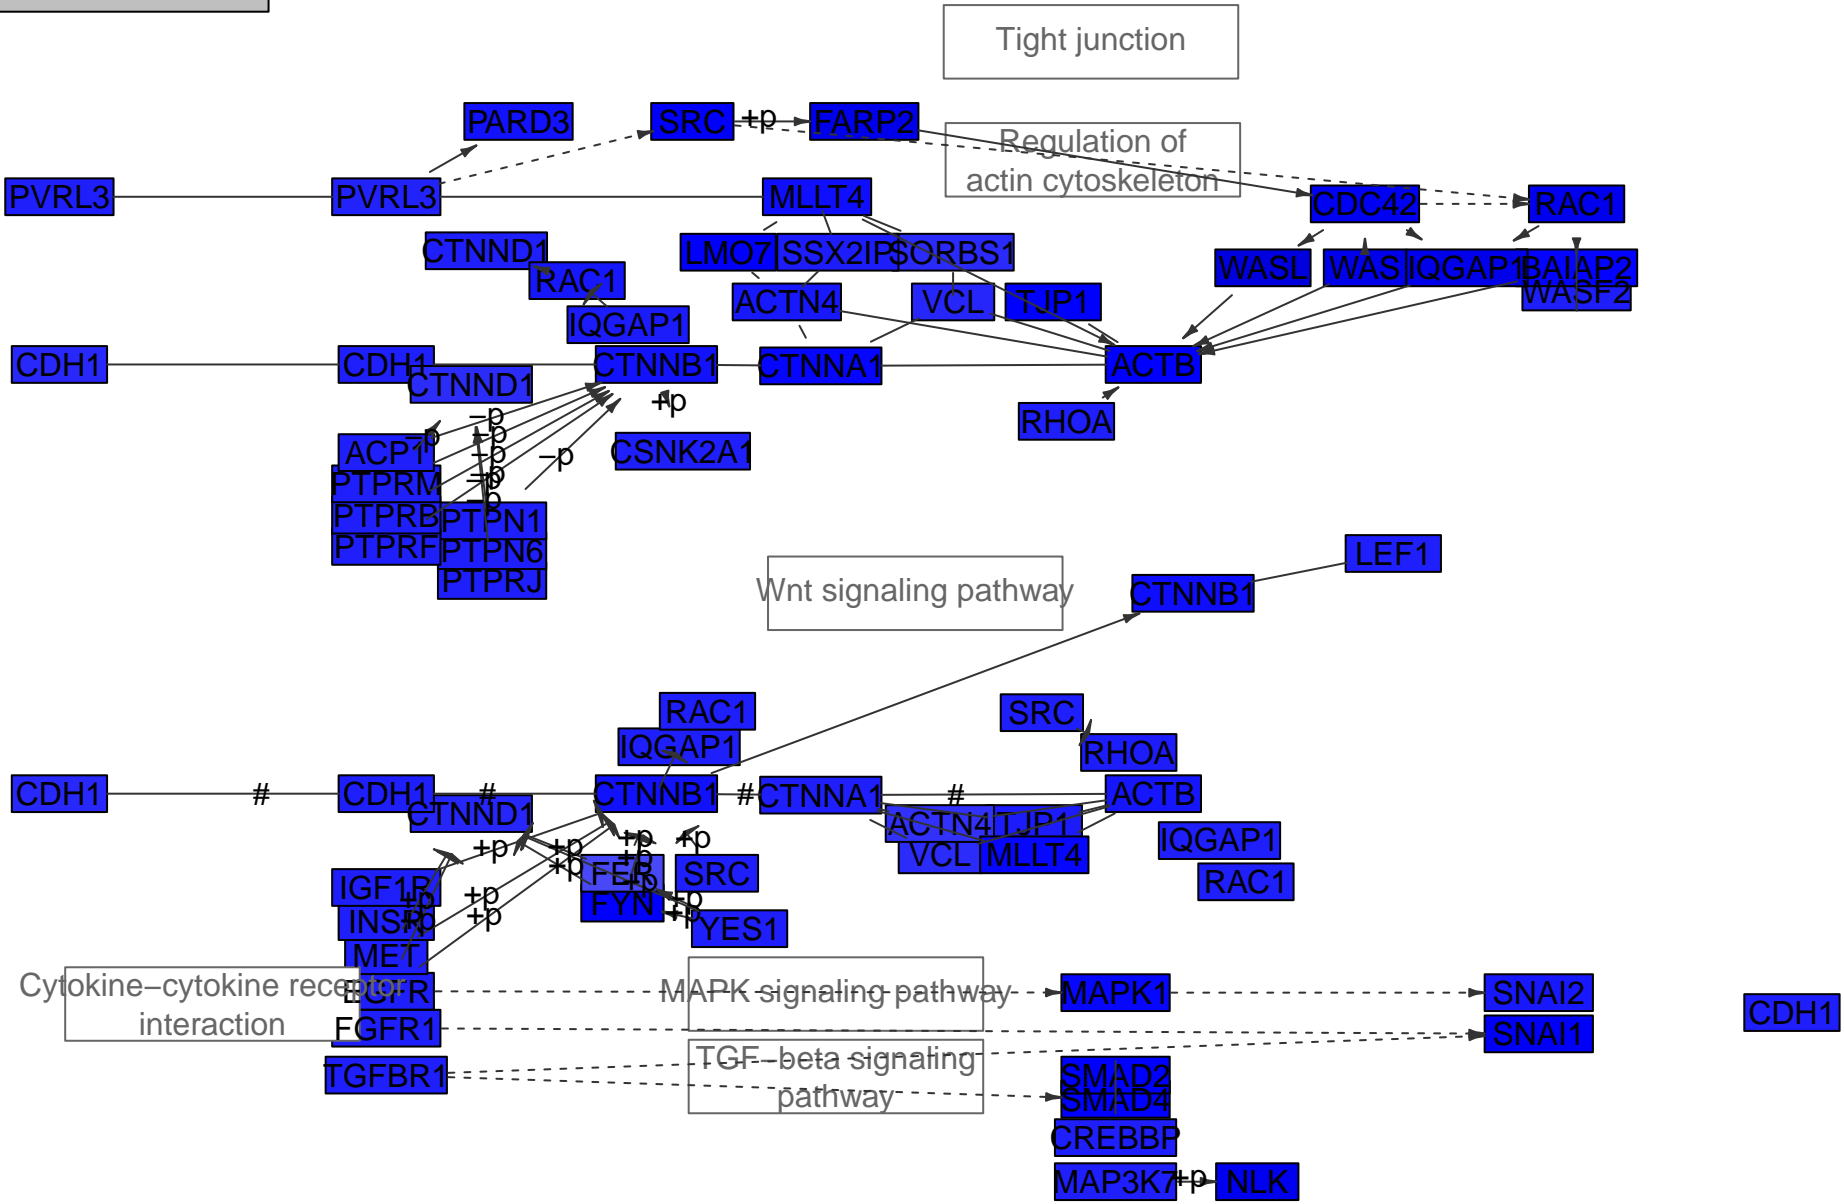 Tight junction
PARD3
SRC
+p
FARP2
Regulation of
actin cytoskeleton
PVRL3
PVRL3
MLLT4
CDC42
RAC1
CTNND1
LMO7
SSX2IP
SORBS1
WASL
WAS
IQGAP1
BAIAP2
WASF2
RAC1
ACTN4
VCL
TJP1
IQGAP1
CDH1
CDH1
CTNNB1
CTNNA1
ACTB
CTNND1
+p
RHOA
−p
−p
−p
−p
−p
−p
−p
−p
ACP1
CSNK2A1
PTPRM
PTPRB
PTPN1
PTPRF
PTPN6
PTPRJ
LEF1
Wnt signaling pathway
CTNNB1
RAC1
SRC
IQGAP1
RHOA
CDH1
#
CDH1
#
CTNNB1
#
CTNNA1
#
ACTB
CTNND1
ACTN4
TJP1
IQGAP1
+p
+p
+p
+p
+p
+p
+p
VCL
MLLT4
FER
SRC
RAC1
IGF1R
+p
+p
+p
+p
INSR
+p
+p
FYN
YES1
MET
Cytokine−cytokine receptor
interaction
EGFR
MAPK signaling pathway
MAPK1
SNAI2
CDH1
FGFR1
SNAI1
TGF−beta signaling
pathway
TGFBR1
SMAD2
SMAD4
CREBBP
MAP3K7
+p
NLK